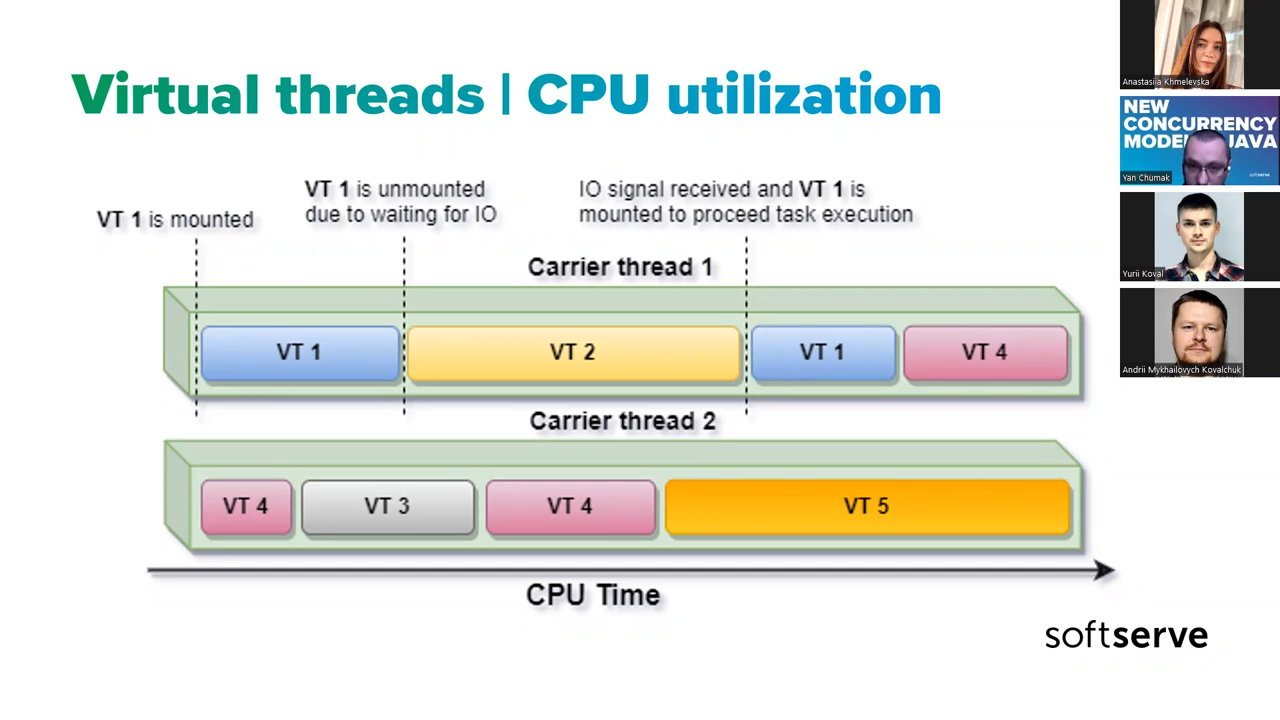 Virtual threads | CPU utilization
VT 1 is mounted
VT 1 is unmounted
due to waiting for IO
IO signal received and VT 1 is
mounted to proceed task execution
Carrier thread 1
VT 1
VT 2
VT 1
VT 4
Carrier thread 2
VT 4
VT 3
VT 4
VT 5
CPU Time
softserve
Anastasiia Khmelevska
NEW
CONCURRENCY
MODEL JAVA
softserve
Yan Chumak
Yurii Koval
Andrii Mykhailovych Kovalchuk